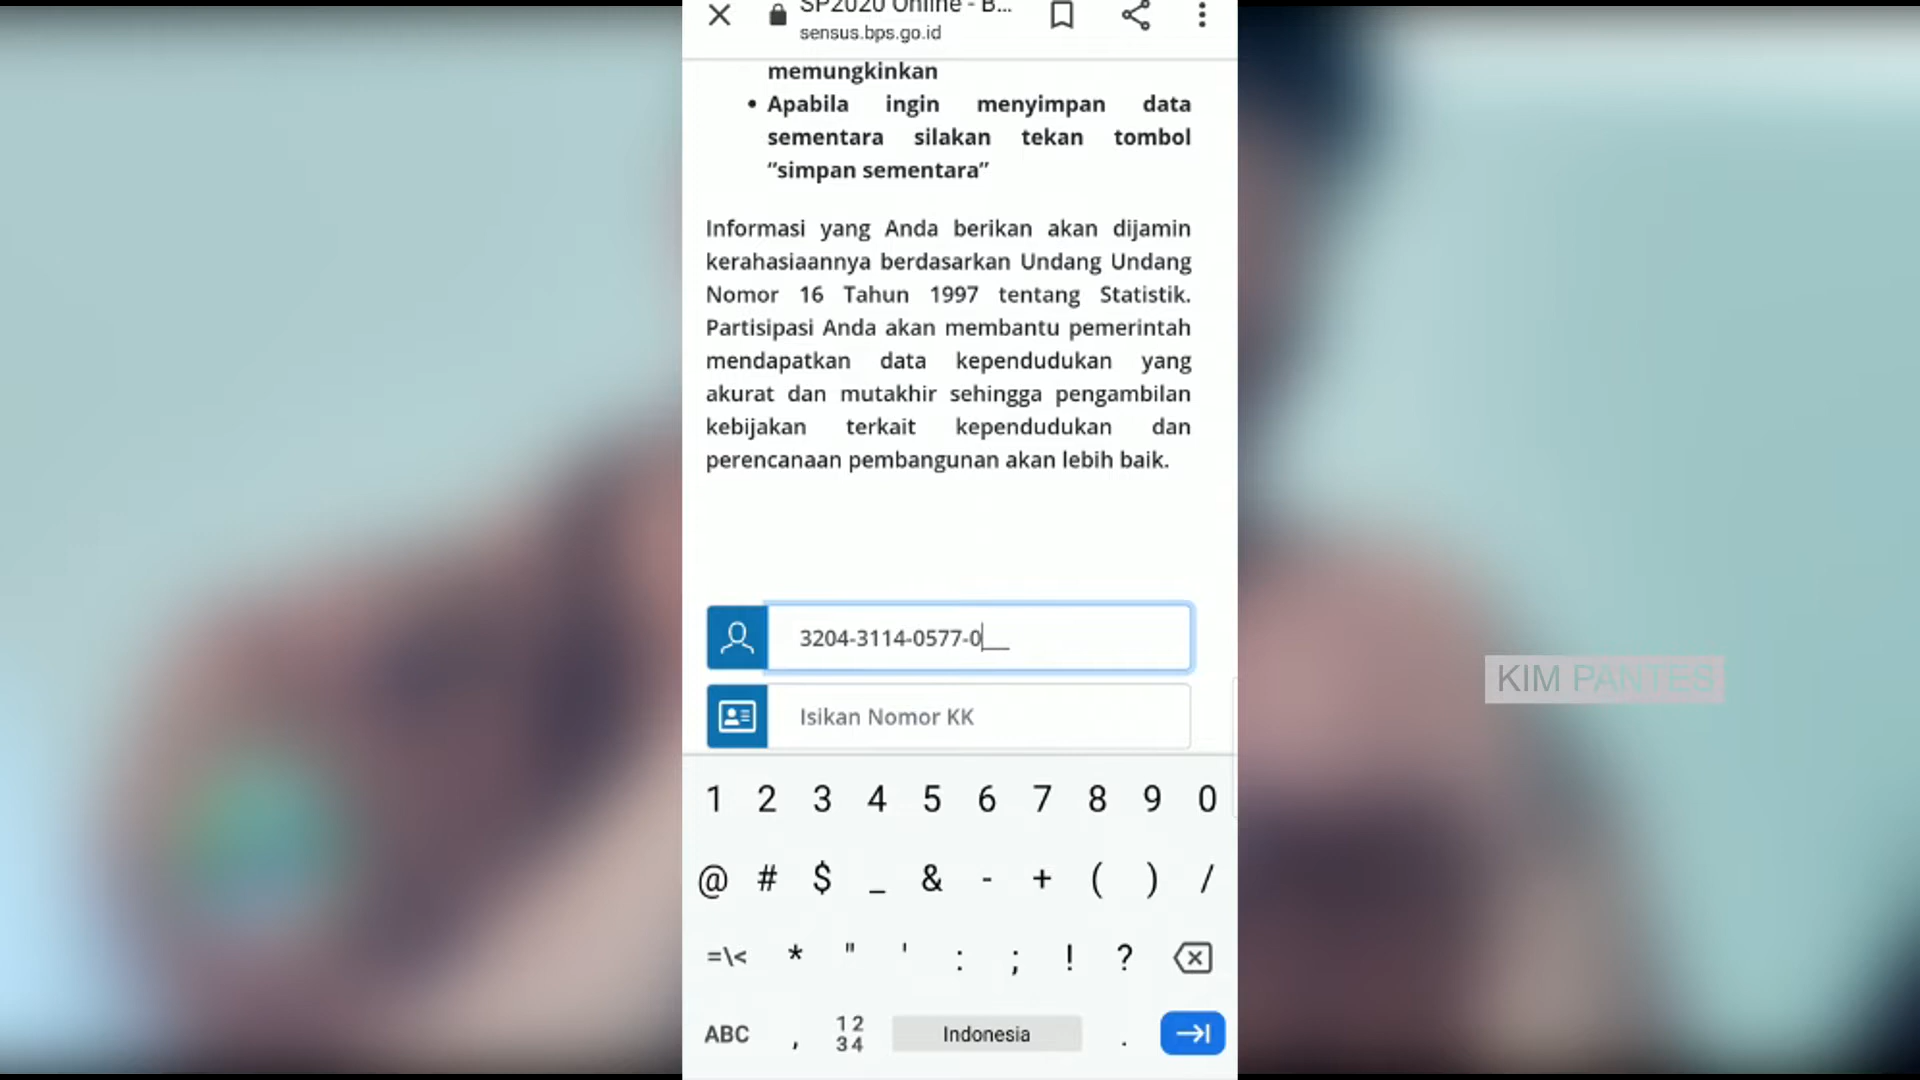 SP2020 Online - B...
sensus.bps.go.id
memungkinkan
• Apabila ingin menyimpan data
sementara silakan tekan tombol
“simpan sementara”
Informasi yang Anda berikan akan dijamin
kerahasiaannya berdasarkan Undang Undang
Nomor 16 Tahun 1997 tentang Statistik.
Partisipasi Anda akan membantu pemerintah
mendapatkan data kependudukan yang
akurat dan mutakhir sehingga pengambilan
kebijakan terkait kependudukan dan
perencanaan pembangunan akan lebih baik.
3204-3114-0577-0___
Isikan Nomor KK
KIM PANTES
1 2 3 4 5 6 7 8 9 0
@ # $ _ & - + ( ) /
=\< * " ' : ; ! ?
ABC , 12 34 Indonesia .